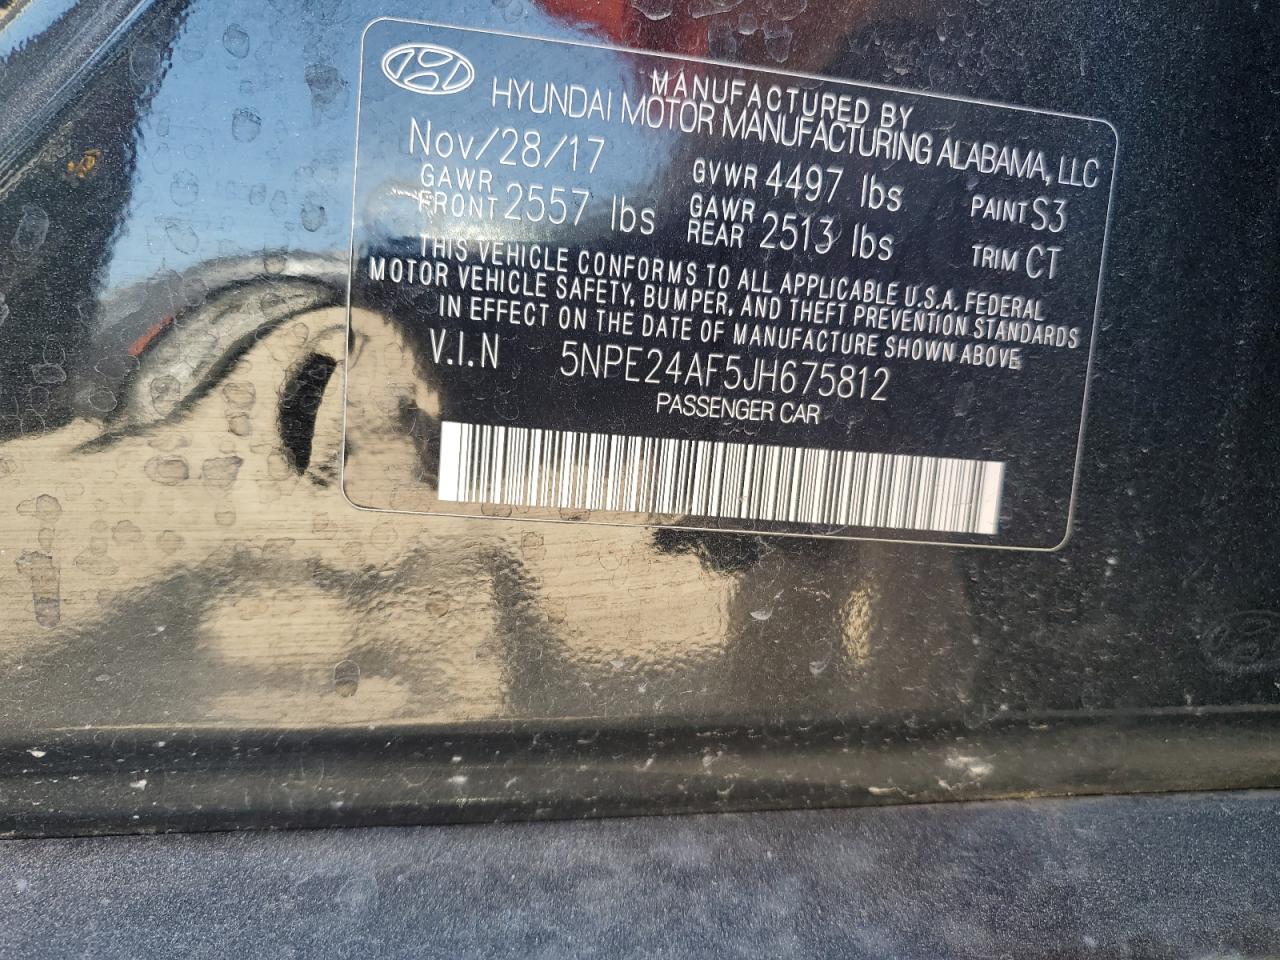 MANUFACTURED BY
HYUNDAI MOTOR MANUFACTURING ALABAMA, LLC
Nov/28/17 GVWR 4497 lbs PAINT S3
GAWR FRONT 2557 lbs GAWR REAR 2513 lbs TRIM CT
THIS VEHICLE CONFORMS TO ALL APPLICABLE U.S.A. FEDERAL
MOTOR VEHICLE SAFETY, BUMPER, AND THEFT PREVENTION STANDARDS
IN EFFECT ON THE DATE OF MANUFACTURE SHOWN ABOVE
V.I.N 5NPE24AF5JH675812
PASSENGER CAR